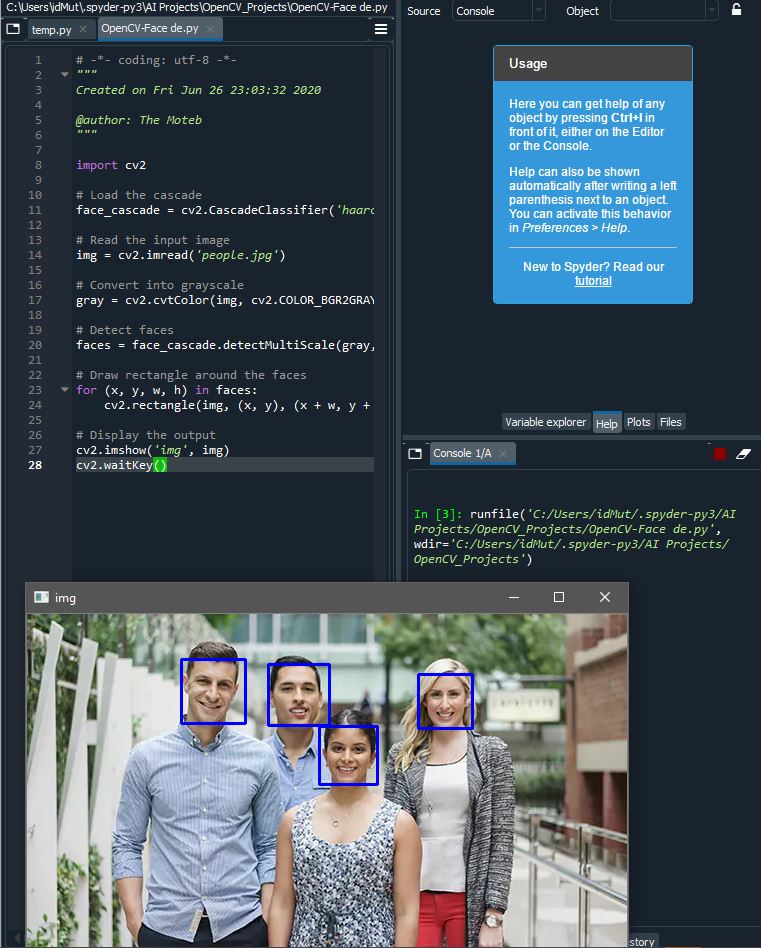 C:\Users\idMut\.spyder-py3\AI Projects\OpenCV_Projects\OpenCV-Face de.py
temp.py
OpenCV-Face de.py
1 # -*- coding: utf-8 -*-
2 """
3 Created on Fri Jun 26 23:03:32 2020
4
5 @author: The Moteb
6 """
7
8 import cv2
9
10 # Load the cascade
11 face_cascade = cv2.CascadeClassifier('haarc
12
13 # Read the input image
14 img = cv2.imread('people.jpg')
15
16 # Convert into grayscale
17 gray = cv2.cvtColor(img, cv2.COLOR_BGR2GRAY
18
19 # Detect faces
20 faces = face_cascade.detectMultiScale(gray,
21
22 # Draw rectangle around the faces
23 for (x, y, w, h) in faces:
24 cv2.rectangle(img, (x, y), (x + w, y +
25
26 # Display the output
27 cv2.imshow('img', img)
28 cv2.waitKey()
Source Console Object
Usage
Here you can get help of any
object by pressing Ctrl+I in
front of it, either on the Editor
or the Console.
Help can also be shown
automatically after writing a left
parenthesis next to an object.
You can activate this behavior
in Preferences > Help.
New to Spyder? Read our
tutorial
Variable explorer Help Plots Files
Console 1/A
In [3]: runfile('C:/Users/idMut/.spyder-py3/AI
Projects/OpenCV_Projects/OpenCV-Face de.py',
wdir='C:/Users/idMut/.spyder-py3/AI Projects/
OpenCV_Projects')
img
story